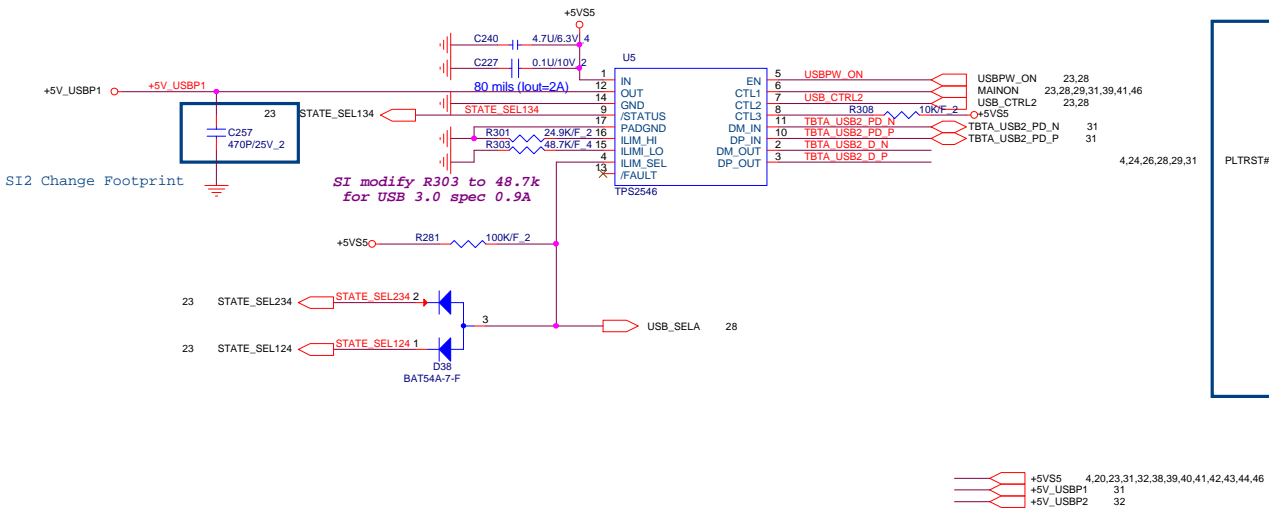 +5VS5
C240 4.7U/6.3V_4
C227 0.1U/10V_2
80 mils (Iout=2A)
+5V_USBP1 +5V_USBP1
23 STATE_SEL134 STATE_SEL134
C257
470P/25V_2
SI2 Change Footprint
R301 24.9K/F_2
R303 48.7K/F_4
SI modify R303 to 48.7k
for USB 3.0 spec 0.9A
U5
1 IN EN 5 USBPW_ON USBPW_ON 23,28
12 OUT CTL1 6 MAINON 23,28,29,31,39,41,46
14 GND CTL2 7 USB_CTRL2 USB_CTRL2 23,28
9 /STATUS CTL3 8 R308 10K/F_2 +5VS5
17 PADGND DM_IN 11 TBTA_USB2_PD_N TBTA_USB2_PD_N 31
16 ILIM_HI DP_IN 10 TBTA_USB2_PD_P TBTA_USB2_PD_P 31
15 ILIMI_LO DM_OUT 2 TBTA_USB2_D_N
4 ILIM_SEL DP_OUT 3 TBTA_USB2_D_P
13 /FAULT
TPS2546
4,24,26,28,29,31 PLTRST#
+5VS5 R281 100K/F_2
23 STATE_SEL234 STATE_SEL234 2
3 USB_SELA 28
23 STATE_SEL124 STATE_SEL124 1
D38
BAT54A-7-F
+5VS5 4,20,23,31,32,38,39,40,41,42,43,44,46
+5V_USBP1 31
+5V_USBP2 32